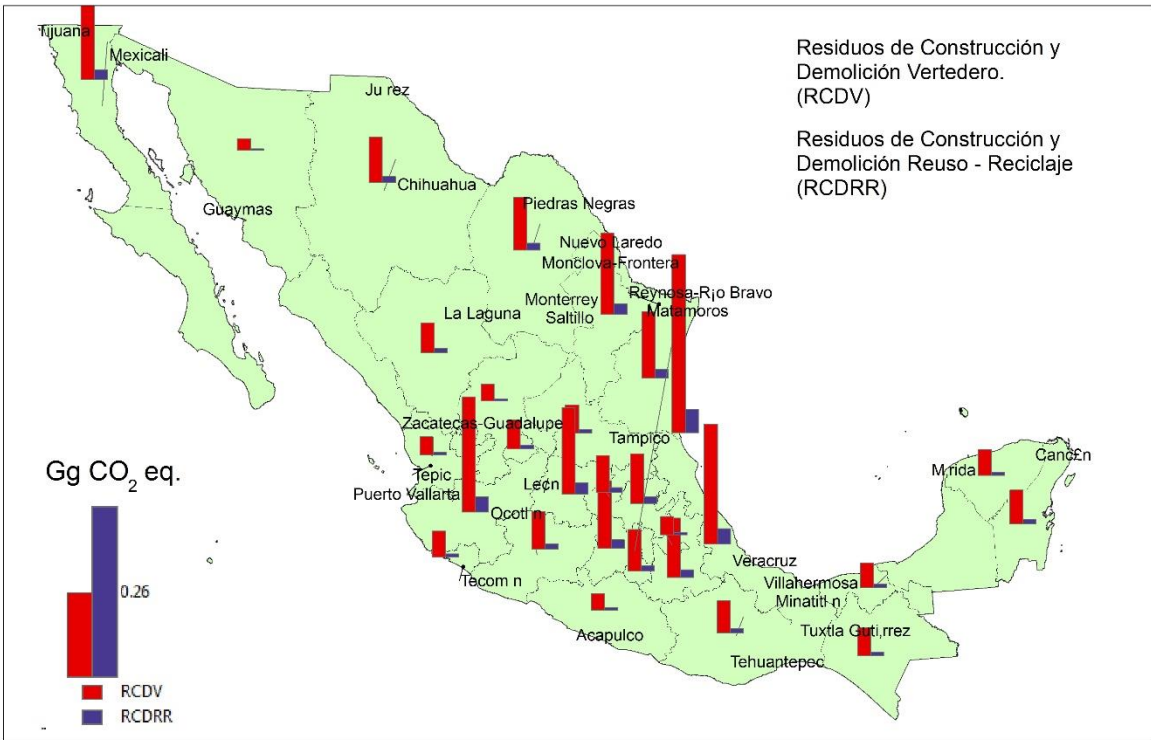 Tijuana
Mexicali
Residuos de Construcción y
Demolición Vertedero.
(RCDV)
Residuos de Construcción y
Demolición Reuso - Reciclaje
(RCDRR)
Ju rez
Chihuahua
Guaymas
Piedras Negras
Nuevo Laredo
Monclova-Frontera
Reynosa-R¡o Bravo
Monterrey
Matamoros
Saltillo
La Laguna
Zacatecas-Guadalupe
Tampico
Tepic
Le¢n
Puerto Vallarta
Ocotl n
Tecom n
Acapulco
Veracruz
Villahermosa
Minatitl n
Tuxtla Guti‚rrez
Tehuantepec
M rida
Canc£n
Gg CO₂ eq.
0.26
RCDV
RCDRR